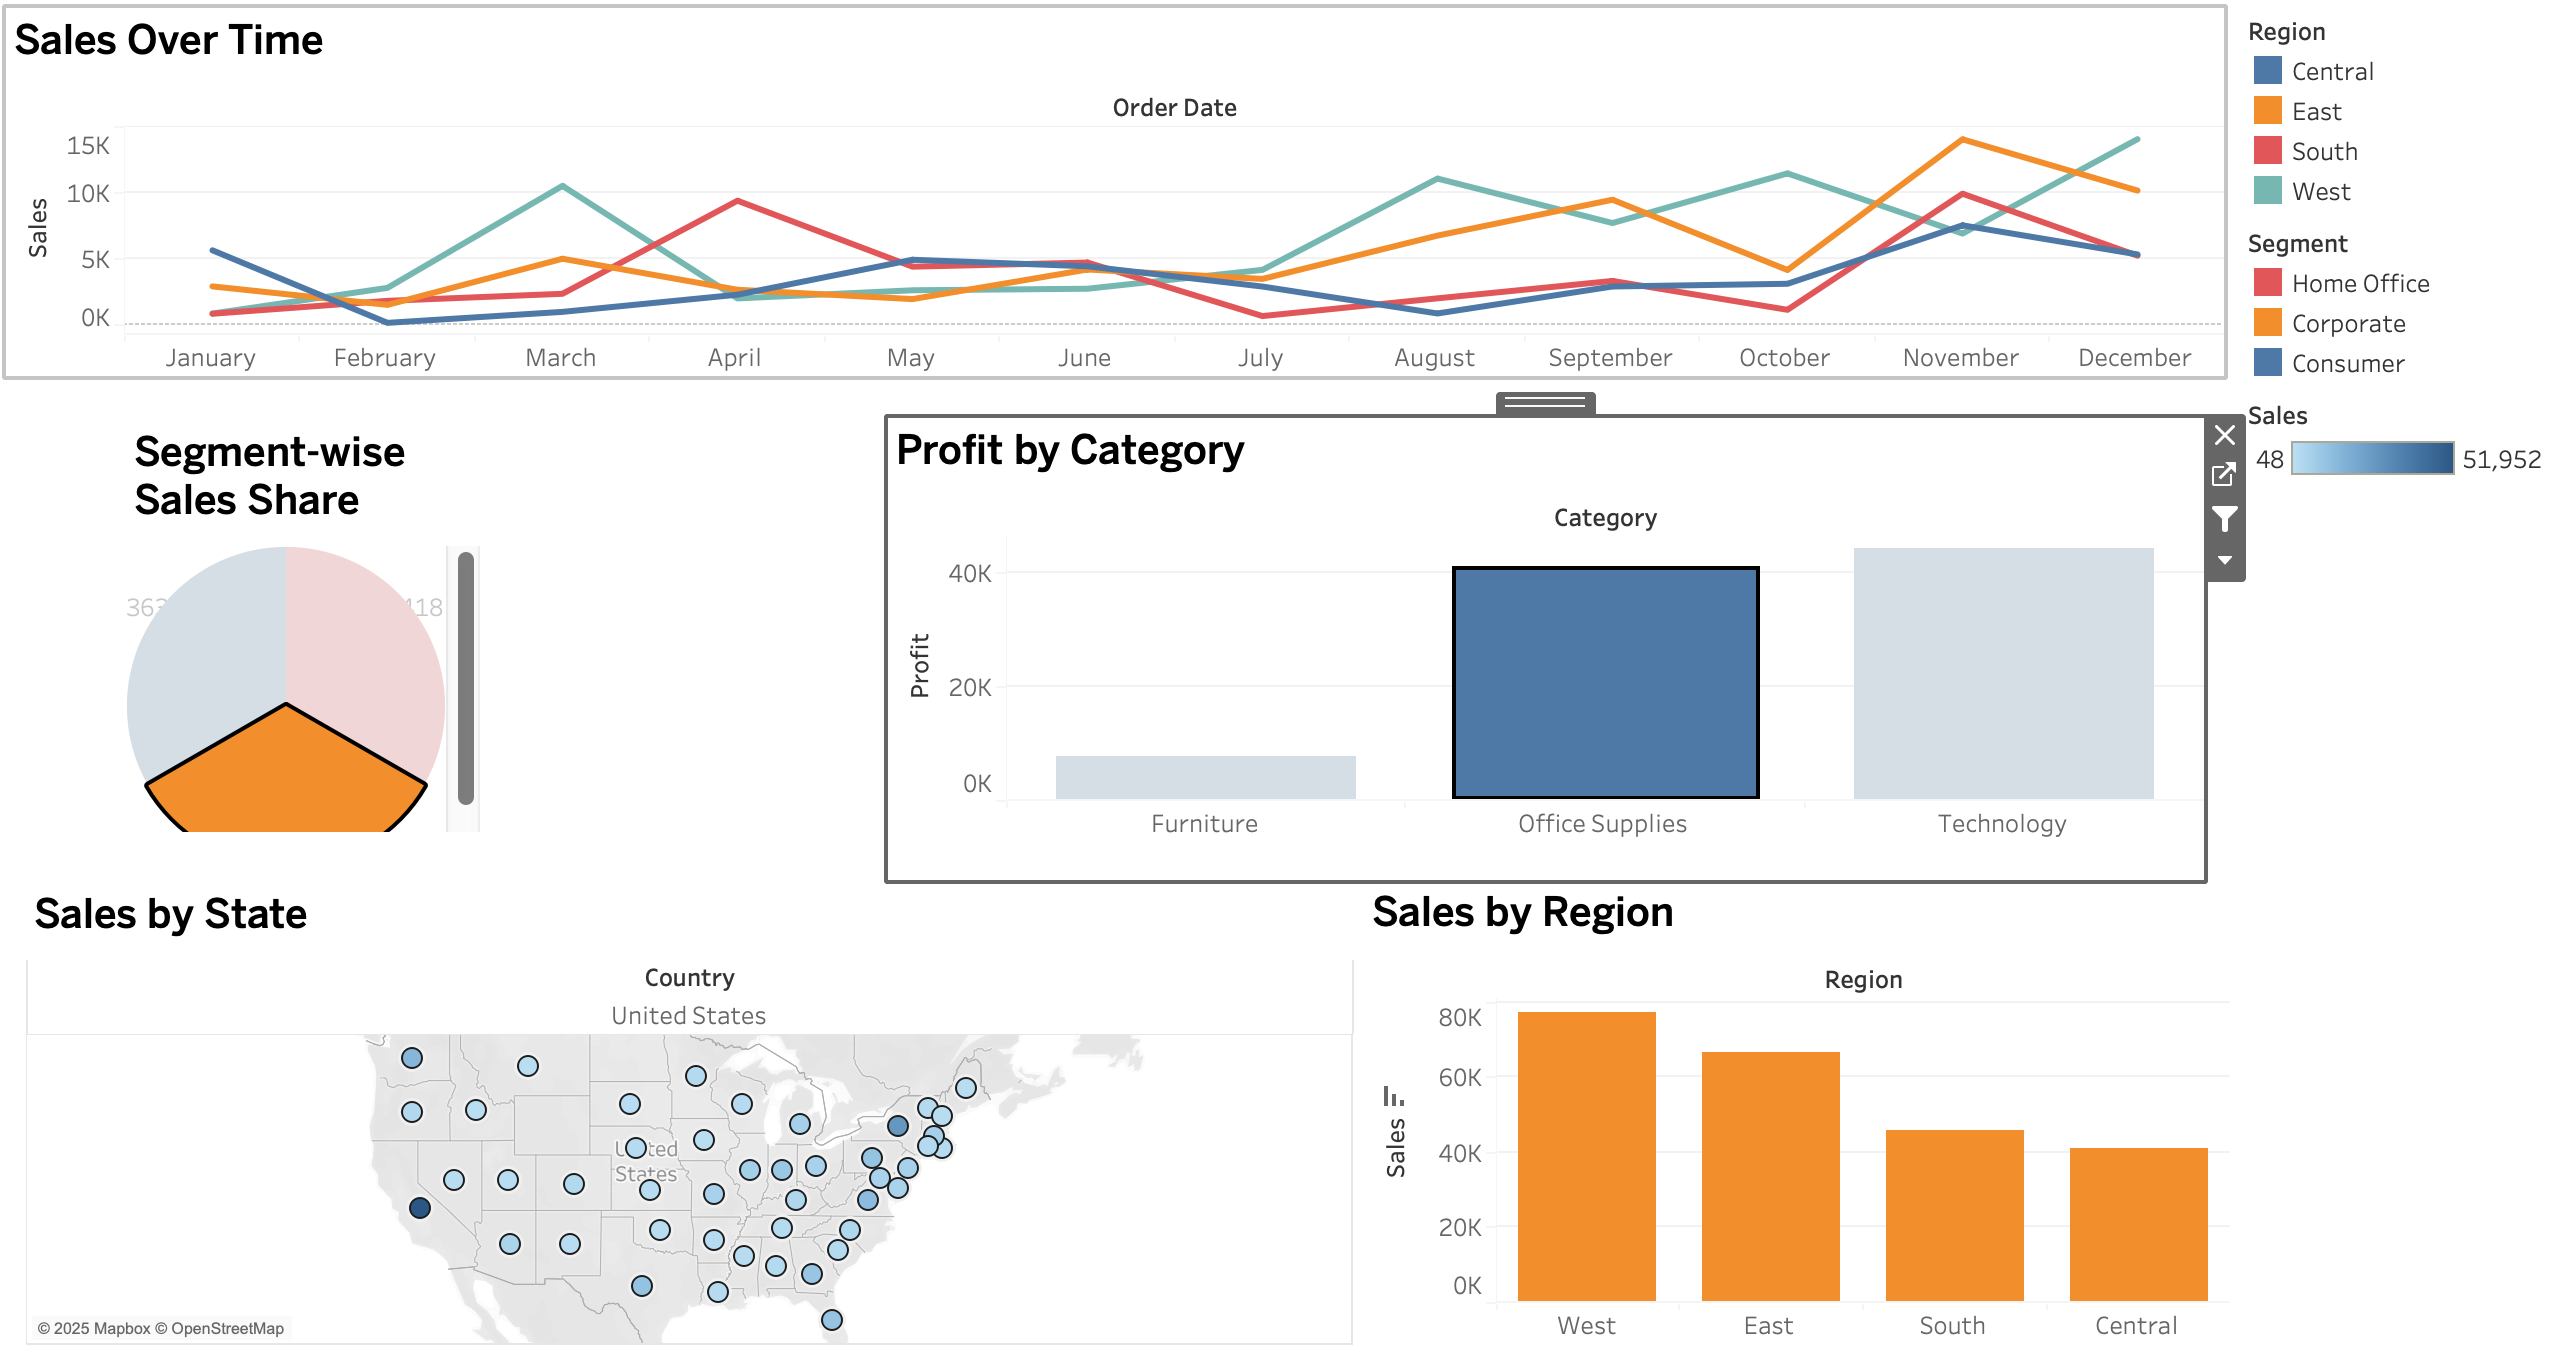 Sales Over Time
Order Date
Sales
15K
10K
5K
0K
January February March April May June July August September October November December
Region
Central
East
South
West
Segment
Home Office
Corporate
Consumer
Sales
48 51,952
Segment-wise
Sales Share
Profit by Category
Category
Profit
40K
20K
0K
Furniture Office Supplies Technology
Sales by State
Country
United States
© 2025 Mapbox © OpenStreetMap
Sales by Region
Region
Sales
80K
60K
40K
20K
0K
West East South Central